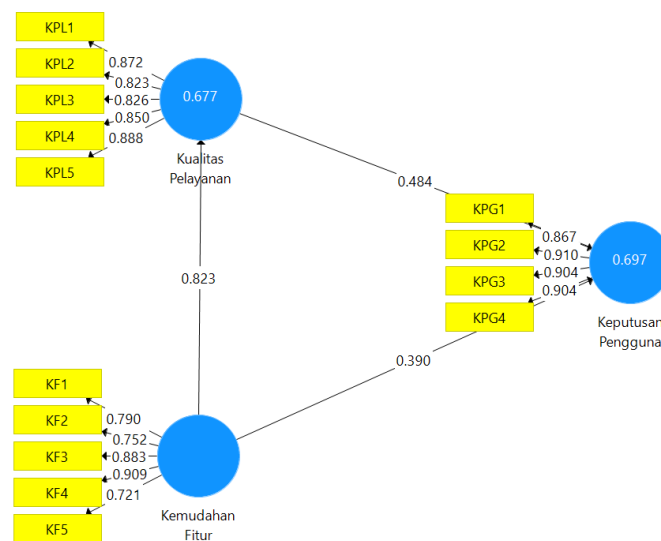 KPL1
KPL2
KPL3
KPL4
KPL5
0.872
0.823
0.826
0.850
0.888
0.677
Kualitas
Pelayanan
0.484
KPG1
KPG2
KPG3
KPG4
0.867
0.910
0.904
0.904
0.697
Keputusan
Pengguna
0.823
0.390
KF1
KF2
KF3
KF4
KF5
0.790
0.752
0.883
0.909
0.721
Kemudahan
Fitur